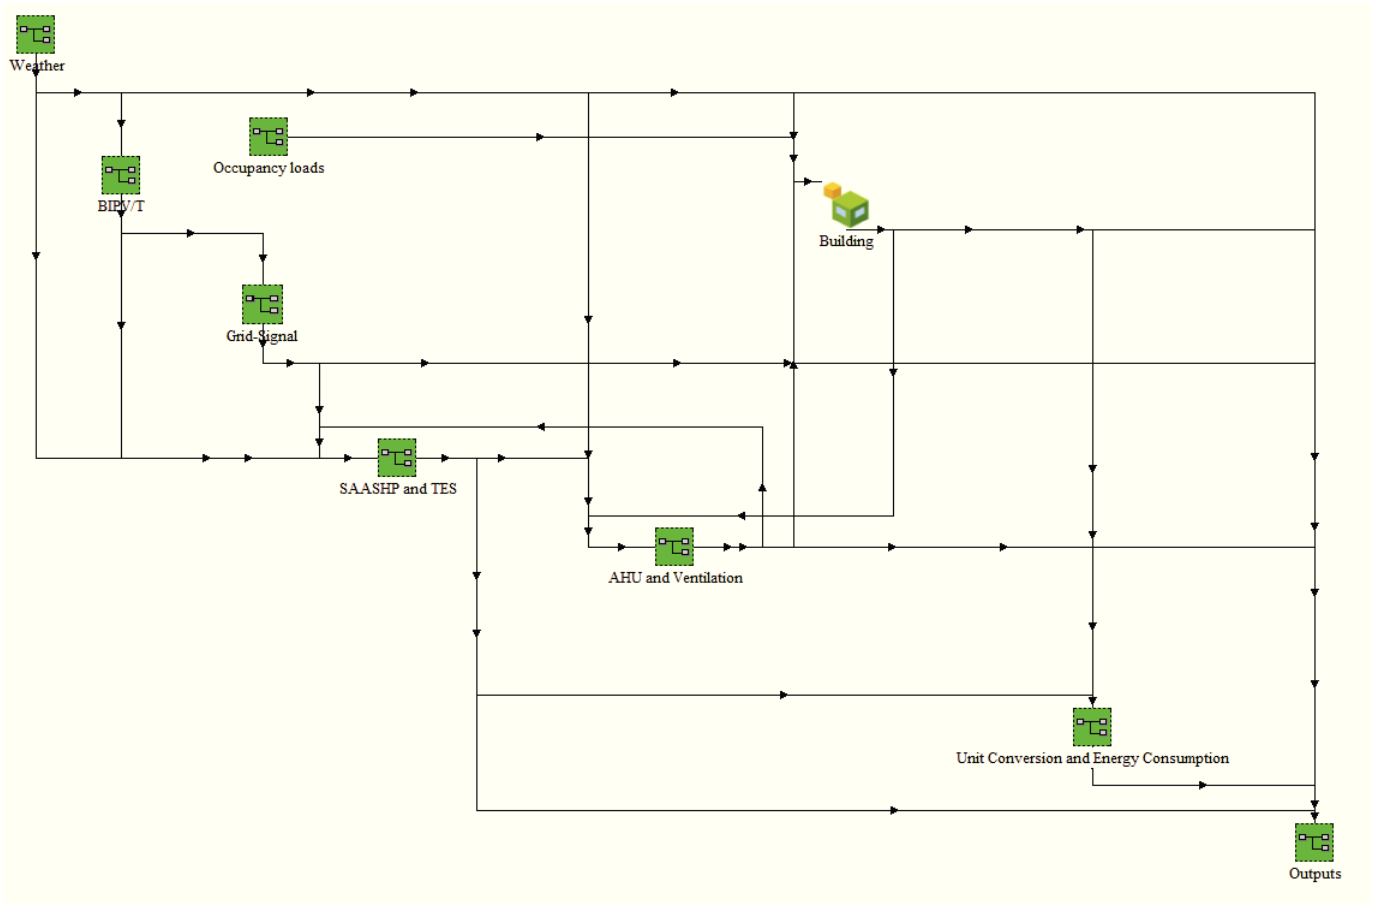 Weather
Occupancy loads
BIPV/T
Building
Grid-Signal
SAASHP and TES
AHU and Ventilation
Unit Conversion and Energy Consumption
Outputs